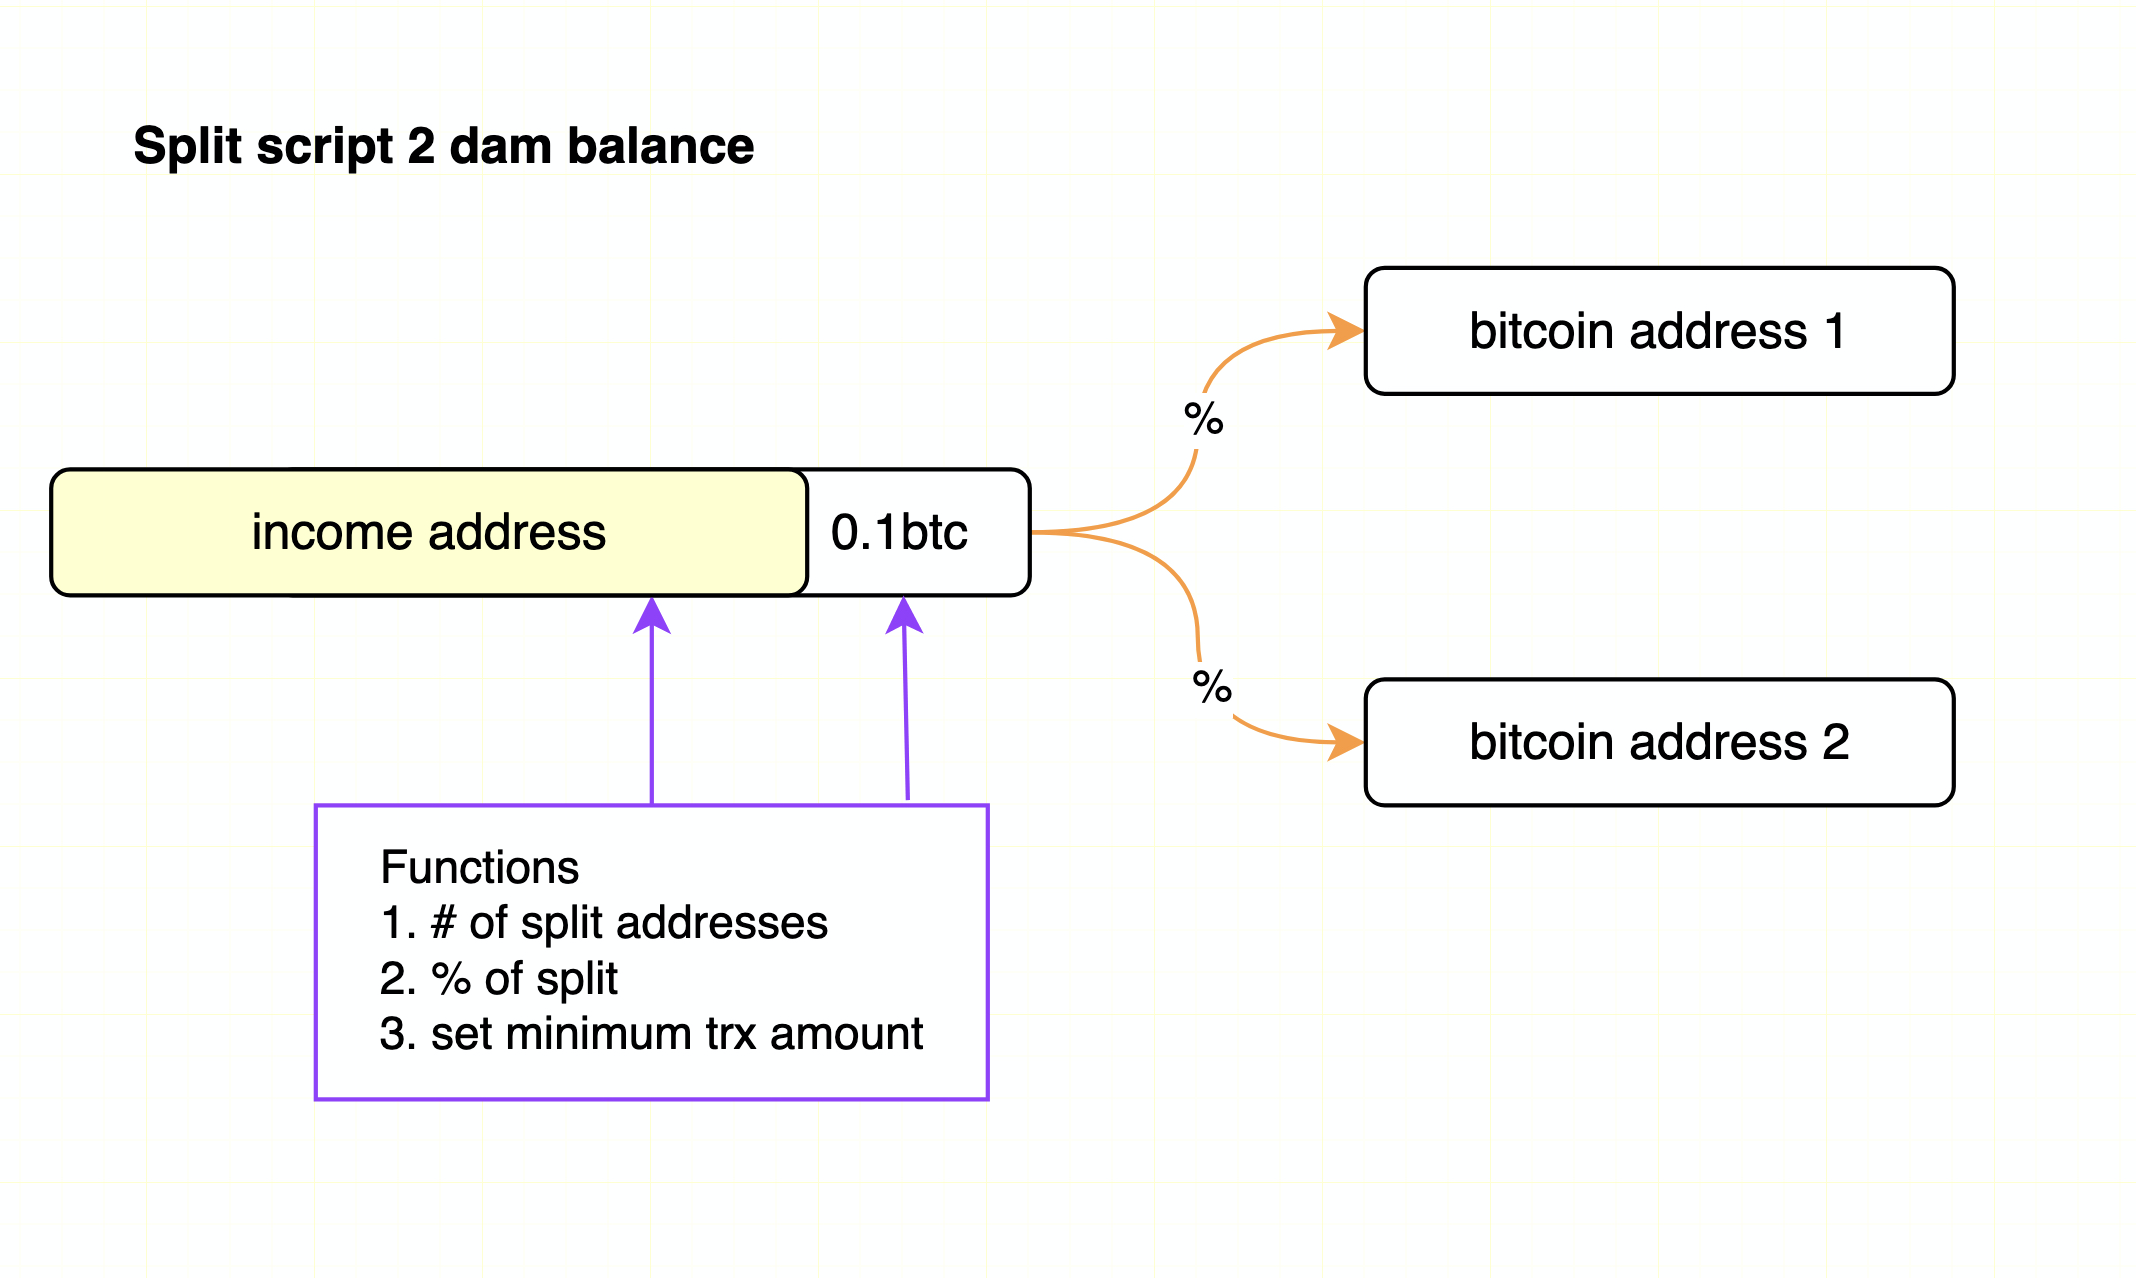 Split script 2 dam balance
bitcoin address 1
%
income address
0.1btc
%
bitcoin address 2
Functions
1. # of split addresses
2. % of split
3. set minimum trx amount